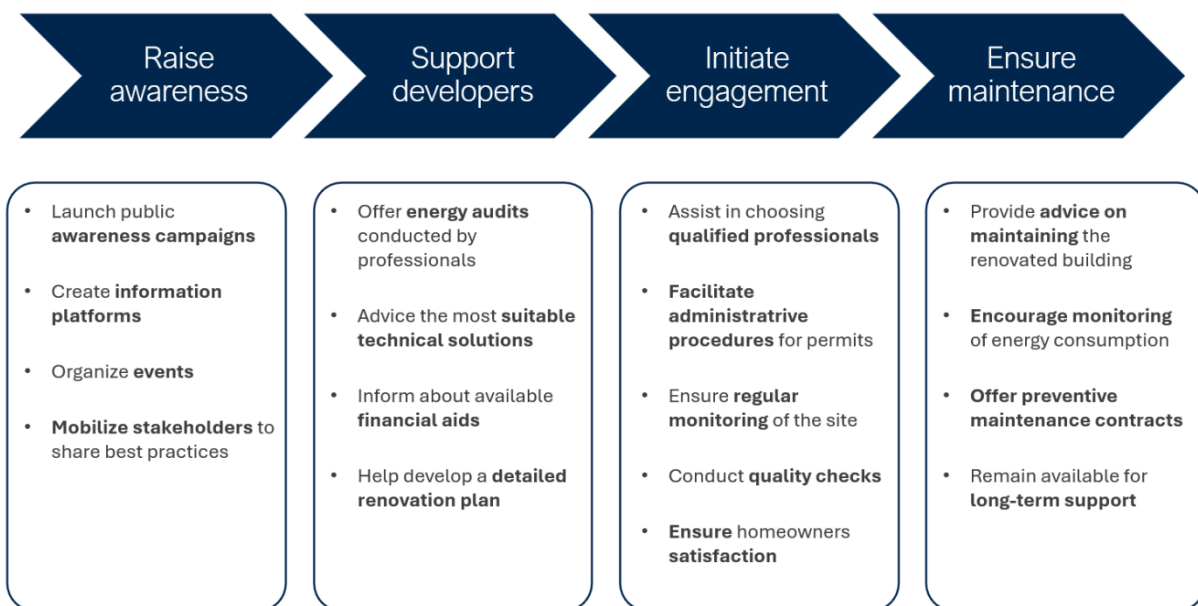 Raise
awareness
Support
developers
Initiate
engagement
Ensure
maintenance
• Launch public
awareness campaigns
• Create information
platforms
• Organize events
• Mobilize stakeholders to
share best practices
• Offer energy audits
conducted by
professionals
• Advice the most suitable
technical solutions
• Inform about available
financial aids
• Help develop a detailed
renovation plan
• Assist in choosing
qualified professionals
• Facilitate
administratrive
procedures for permits
• Ensure regular
monitoring of the site
• Conduct quality checks
• Ensure homeowners
satisfaction
• Provide advice on
maintaining the
renovated building
• Encourage monitoring
of energy consumption
• Offer preventive
maintenance contracts
• Remain available for
long-term support